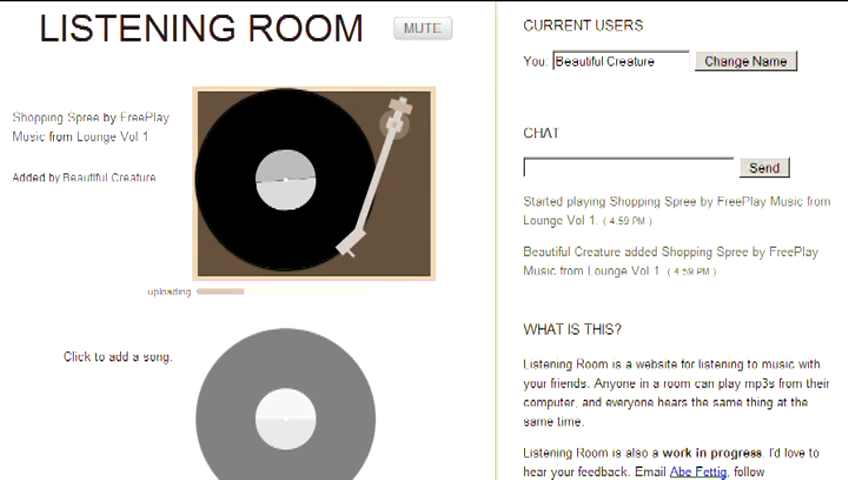 LISTENING ROOM
MUTE
Shopping Spree by FreePlay
Music from Lounge Vol 1
Added by Beautiful Creature
uploading
Click to add a song.
CURRENT USERS
You: Beautiful Creature Change Name
CHAT
Send
Started playing Shopping Spree by FreePlay Music from
Lounge Vol 1. ( 4:59 PM )
Beautiful Creature added Shopping Spree by FreePlay
Music from Lounge Vol 1 ( 4:59 PM )
WHAT IS THIS?
Listening Room is a website for listening to music with
your friends. Anyone in a room can play mp3s from their
computer, and everyone hears the same thing at the
same time.
Listening Room is also a work in progress. I'd love to
hear your feedback. Email Abe Fettig, follow